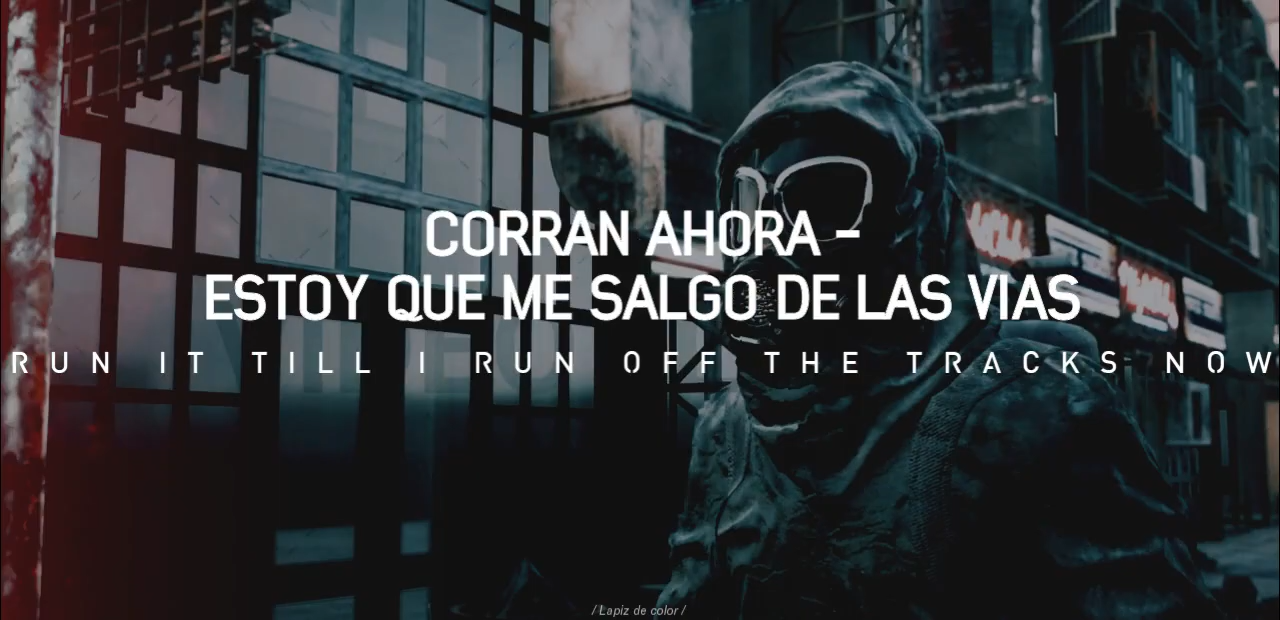 CORRAN AHORA –
ESTOY QUE ME SALGO DE LAS VIAS
RUN IT TILL I RUN OFF THE TRACKS NOW
/ Lapiz de color /